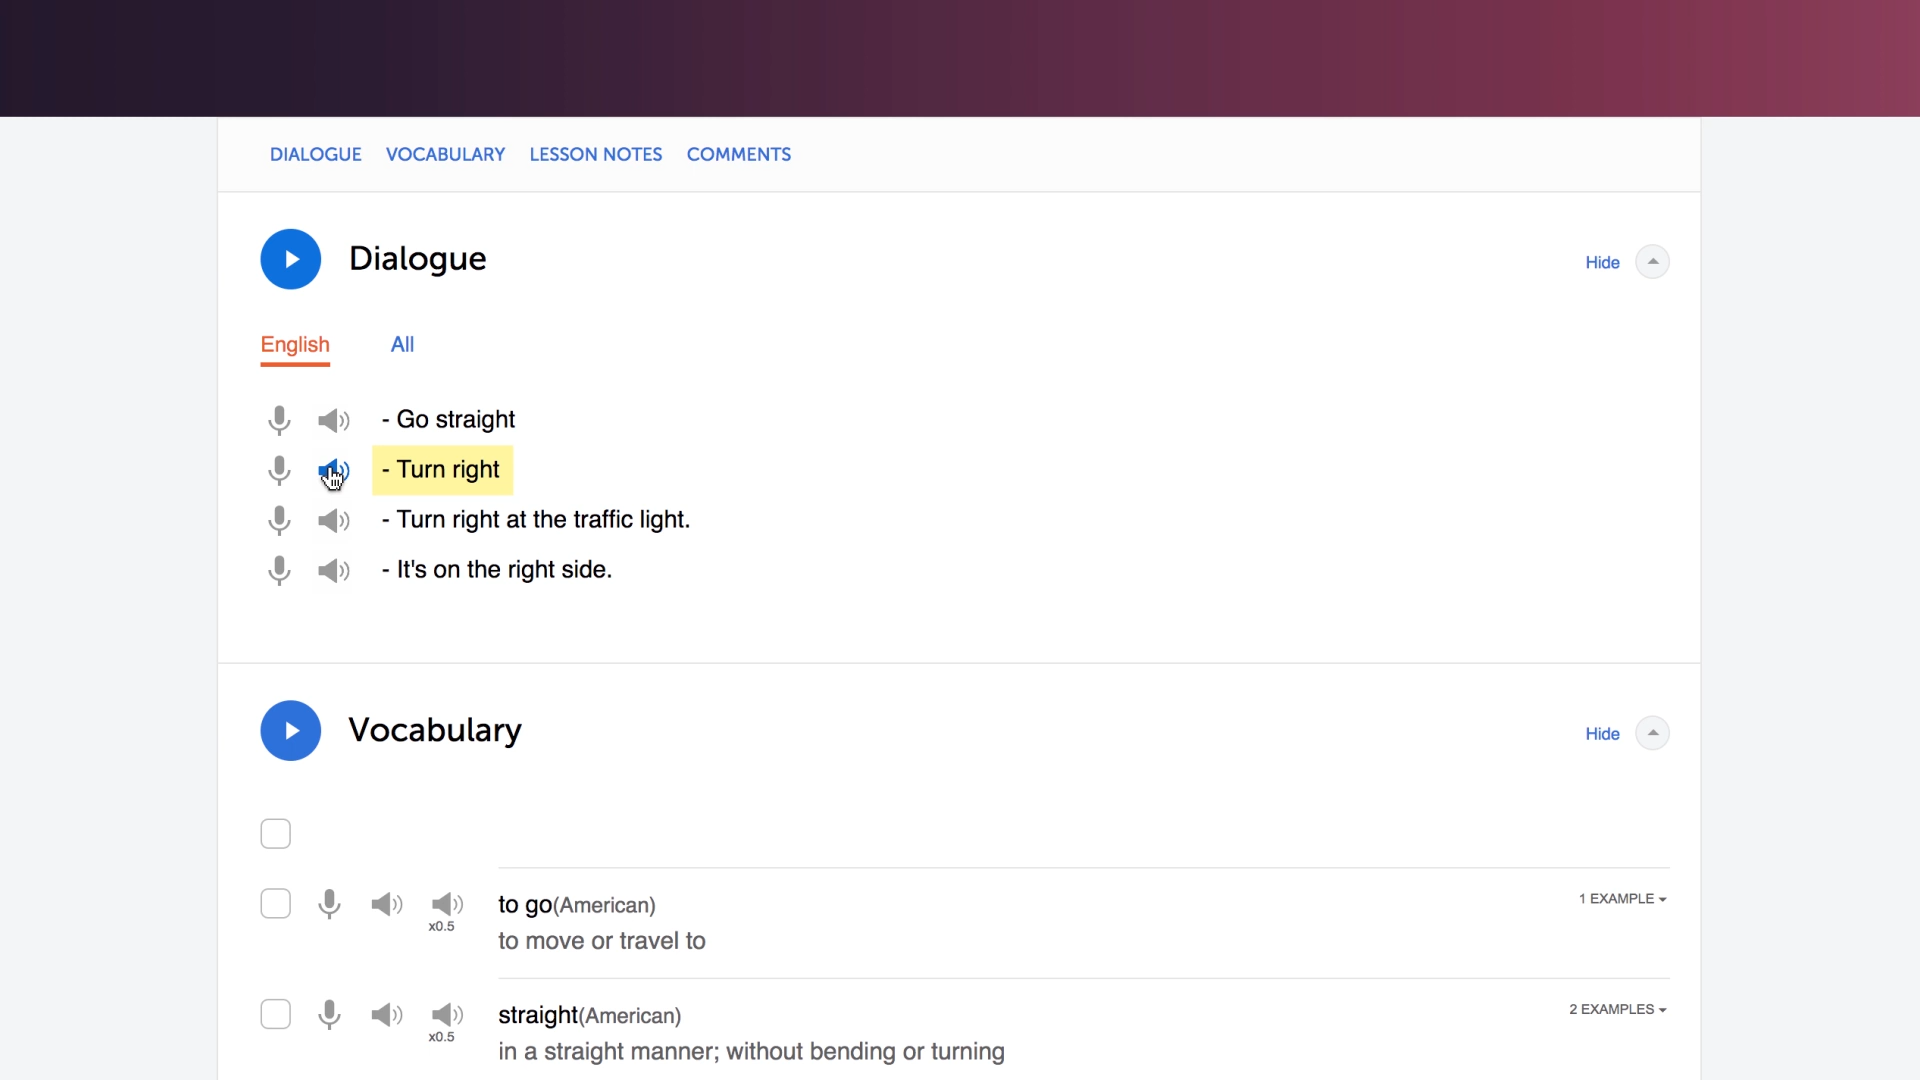 DIALOGUE VOCABULARY LESSON NOTES COMMENTS
Dialogue
Hide
English All
- Go straight
- Turn right
- Turn right at the traffic light.
- It's on the right side.
Vocabulary
Hide
to go(American)
1 EXAMPLE
x0.5
to move or travel to
straight(American)
2 EXAMPLES
x0.5
in a straight manner; without bending or turning